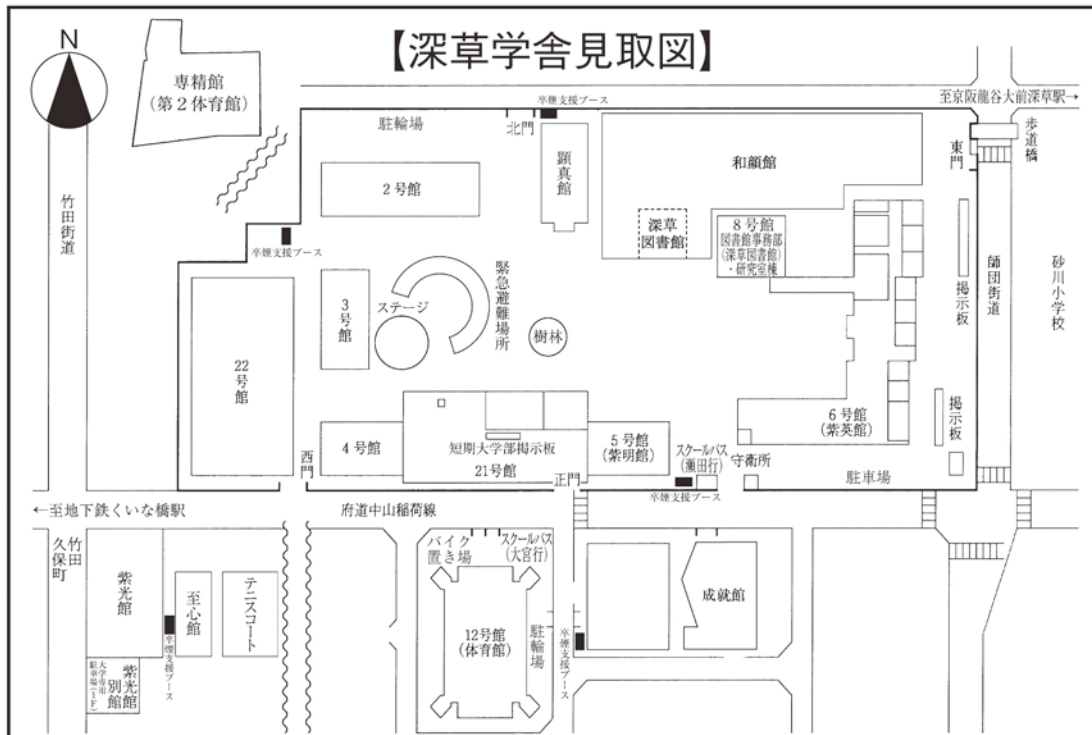 【深草学舎見取図】
N
専精館
(第2体育館)
至京阪龍谷大前深草駅→
卒煙支援ブース
駐輪場
北門
歩道橋
東門
顕真館
和顔館
2号館
竹田街道
深草
図書館
8号館
図書館事務部
(深草図書館)
・研究室棟
卒煙支援ブース
緊急避難場所
掲示板
師団街道
砂川小学校
3号館
ステージ
樹林
22号館
掲示板
6号館
(紫英館)
4号館
短期大学部掲示板
21号館
5号館
(紫明館)
スクールバス
(瀬田行)
守衛所
西門
正門
駐車場
卒煙支援ブース
←至地下鉄くいな橋駅
府道中山稲荷線
竹田
久保町
紫光館
至心館
テニスコート
バイク
置き場
スクールバス
(大宮行)
成就館
12号館
(体育館)
駐輪場
卒煙支援ブース
卒煙支援ブース
紫光館
別館
大学専用
駐車場(1F)